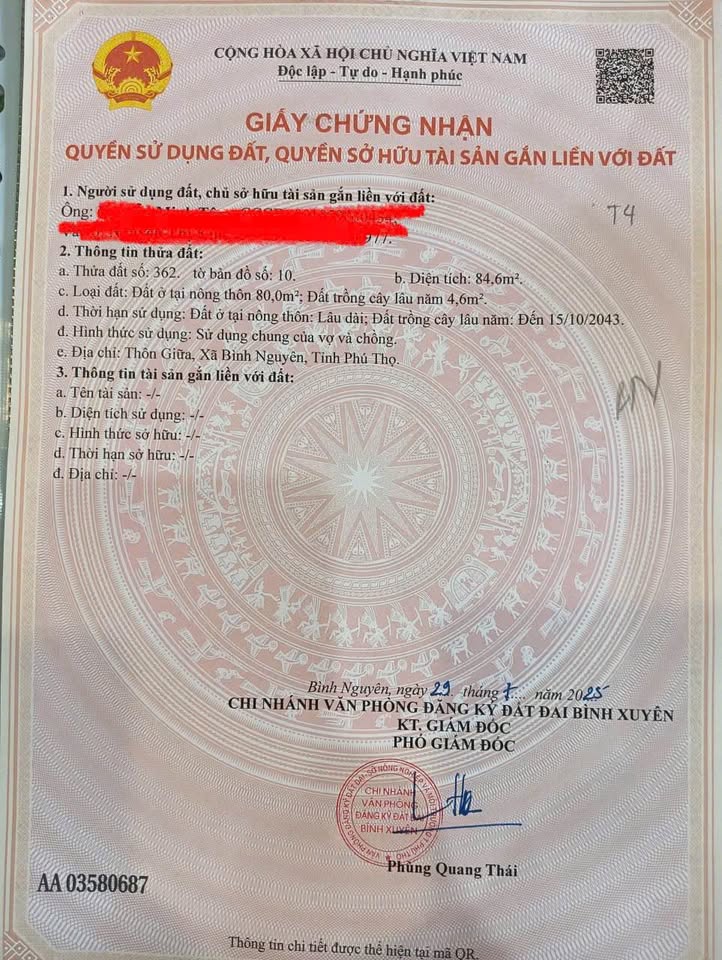 CỘNG HÒA XÃ HỘI CHỦ NGHĨA VIỆT NAM
Độc lập - Tự do - Hạnh phúc
GIẤY CHỨNG NHẬN
QUYỀN SỬ DỤNG ĐẤT, QUYỀN SỞ HỮU TÀI SẢN GẮN LIỀN VỚI ĐẤT
1. Người sử dụng đất, chủ sở hữu tài sản gắn liền với đất:
Ông:
T4
977.
2. Thông tin thửa đất:
a. Thửa đất số: 362. tờ bản đồ số: 10. b. Diện tích: 84,6m².
c. Loại đất: Đất ở tại nông thôn 80,0m²; Đất trồng cây lâu năm 4,6m².
d. Thời hạn sử dụng: Đất ở tại nông thôn: Lâu dài; Đất trồng cây lâu năm: Đến 15/10/2043.
đ. Hình thức sử dụng: Sử dụng chung của vợ và chồng.
e. Địa chỉ: Thôn Giữa, Xã Bình Nguyên, Tỉnh Phú Thọ.
3. Thông tin tài sản gắn liền với đất:
a. Tên tài sản: -/-
AN
b. Diện tích sử dụng: -/-
c. Hình thức sở hữu: -/-
d. Thời hạn sở hữu: -/-
đ. Địa chỉ: -/-
Bình Nguyên, ngày 29 tháng 7 năm 2025
CHI NHÁNH VĂN PHÒNG ĐĂNG KÝ ĐẤT ĐAI BÌNH XUYÊN
KT. GIÁM ĐỐC
PHÓ GIÁM ĐỐC
CHI NHÁNH
VĂN PHÒNG
ĐĂNG KÝ ĐẤT
BÌNH XUYÊN
Phùng Quang Thái
AA 03580687
Thông tin chi tiết được thể hiện tại mã QR.